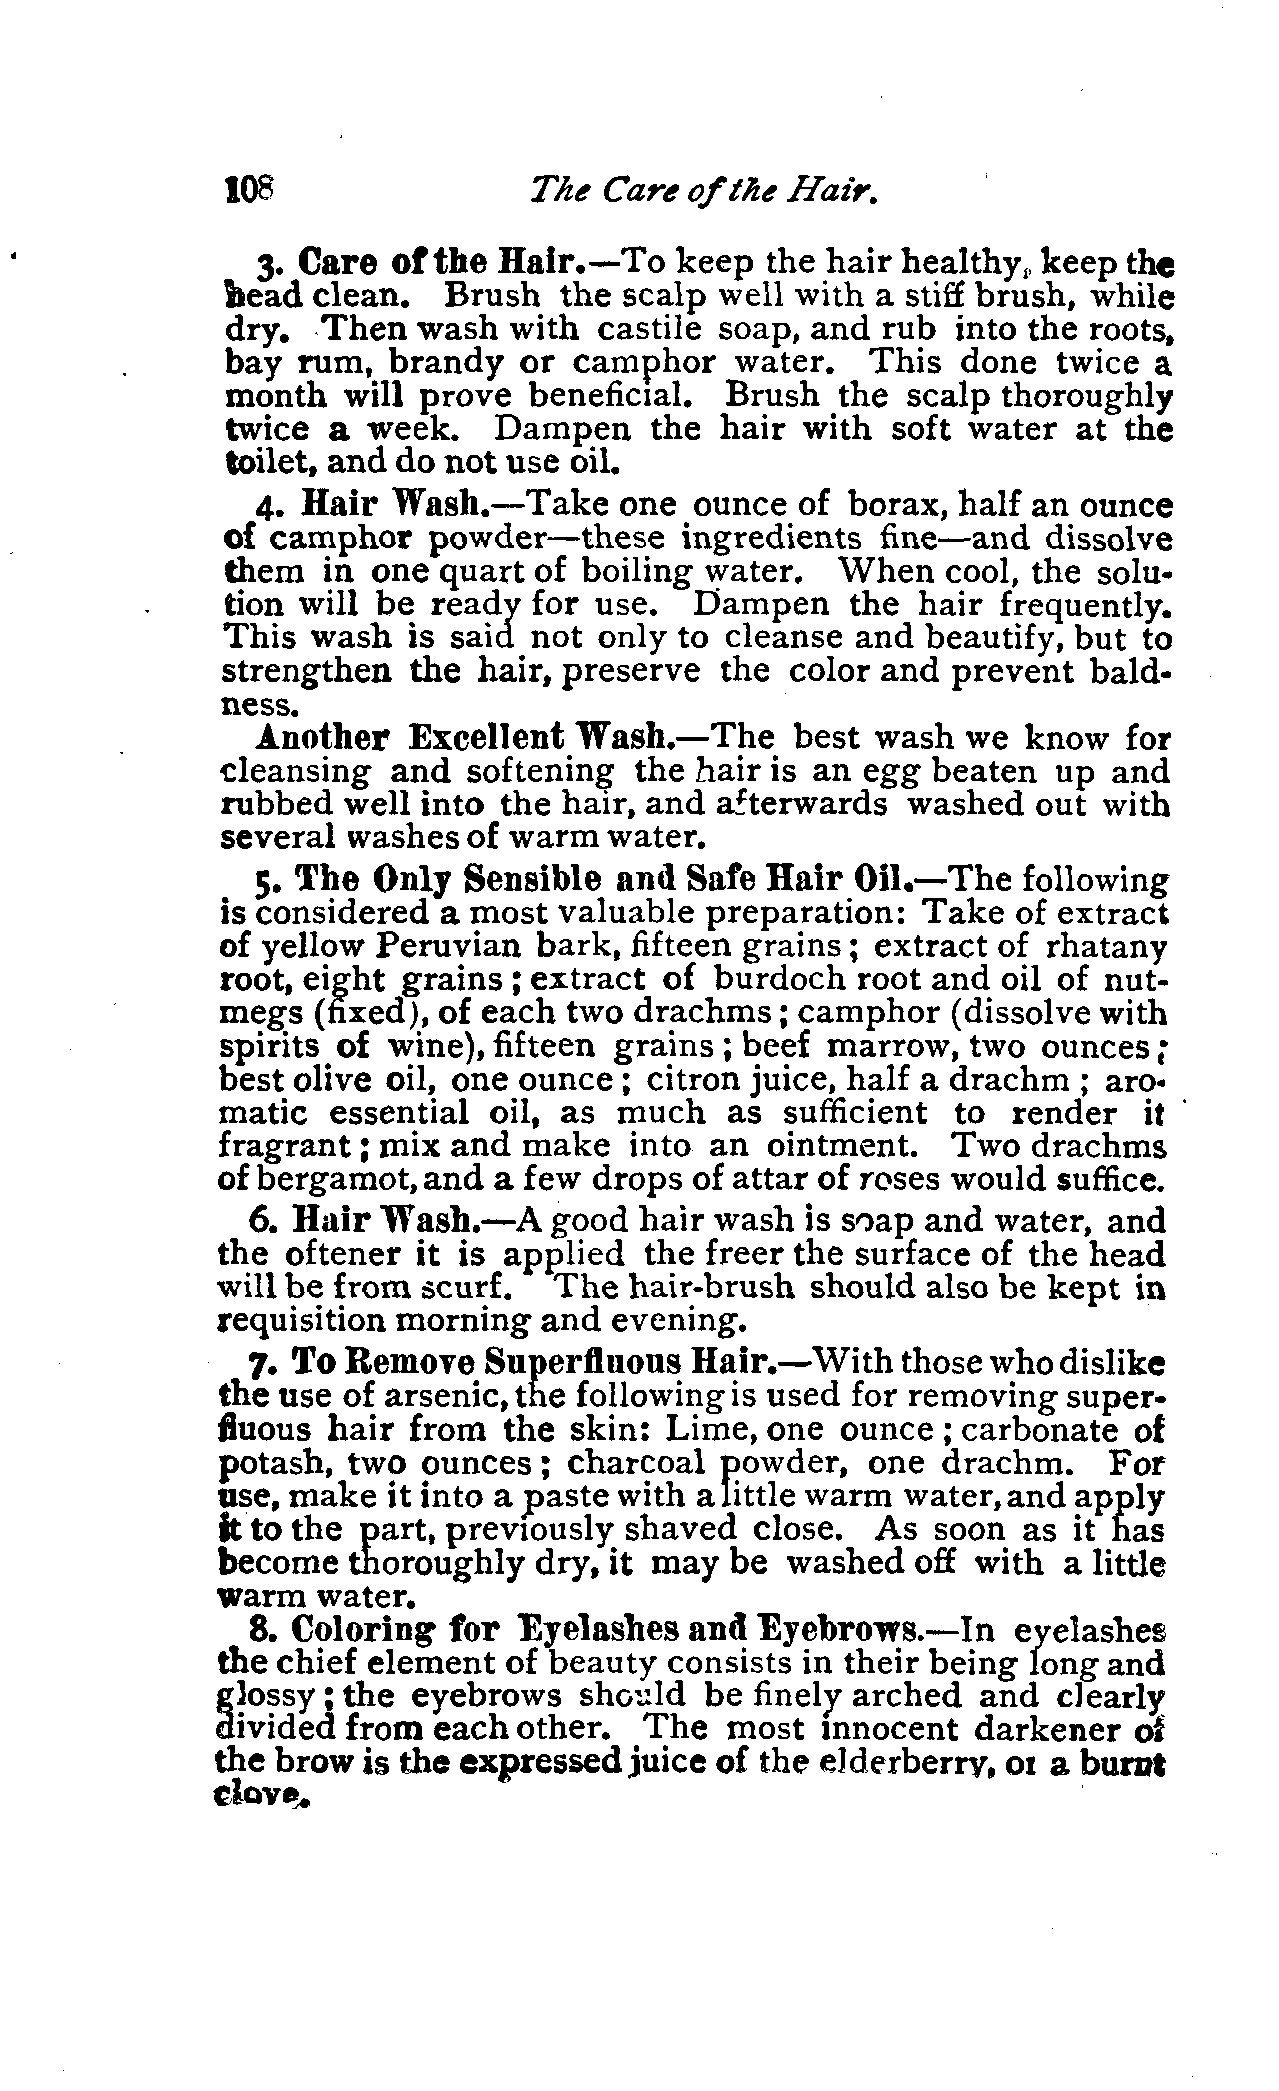 108 The Care of the Hair.
3. Care of the Hair.—To keep the hair healthy, keep the
head clean. Brush the scalp well with a stiff brush, while
dry. Then wash with castile soap, and rub into the roots,
bay rum, brandy or camphor water. This done twice a
month will prove beneficial. Brush the scalp thoroughly
twice a week. Dampen the hair with soft water at the
toilet, and do not use oil.
4. Hair Wash.—Take one ounce of borax, half an ounce
of camphor powder—these ingredients fine—and dissolve
them in one quart of boiling water. When cool, the solu-
tion will be ready for use. Dampen the hair frequently.
This wash is said not only to cleanse and beautify, but to
strengthen the hair, preserve the color and prevent bald-
ness.
Another Excellent Wash.—The best wash we know for
cleansing and softening the hair is an egg beaten up and
rubbed well into the hair, and afterwards washed out with
several washes of warm water.
5. The Only Sensible and Safe Hair Oil.—The following
is considered a most valuable preparation: Take of extract
of yellow Peruvian bark, fifteen grains; extract of rhatany
root, eight grains; extract of burdoch root and oil of nut-
megs (fixed), of each two drachms; camphor (dissolve with
spirits of wine), fifteen grains; beef marrow, two ounces;
best olive oil, one ounce; citron juice, half a drachm; aro-
matic essential oil, as much as sufficient to render it
fragrant; mix and make into an ointment. Two drachms
of bergamot, and a few drops of attar of roses would suffice.
6. Hair Wash.—A good hair wash is soap and water, and
the oftener it is applied the freer the surface of the head
will be from scurf. The hair-brush should also be kept in
requisition morning and evening.
7. To Remove Superfluous Hair.—With those who dislike
the use of arsenic, the following is used for removing super-
fluous hair from the skin: Lime, one ounce; carbonate of
potash, two ounces; charcoal powder, one drachm. For
use, make it into a paste with a little warm water, and apply
it to the part, previously shaved close. As soon as it has
become thoroughly dry, it may be washed off with a little
warm water.
8. Coloring for Eyelashes and Eyebrows.—In eyelashes
the chief element of beauty consists in their being long and
glossy; the eyebrows should be finely arched and clearly
divided from each other. The most innocent darkener of
the brow is the expressed juice of the elderberry, or a burnt
clove.